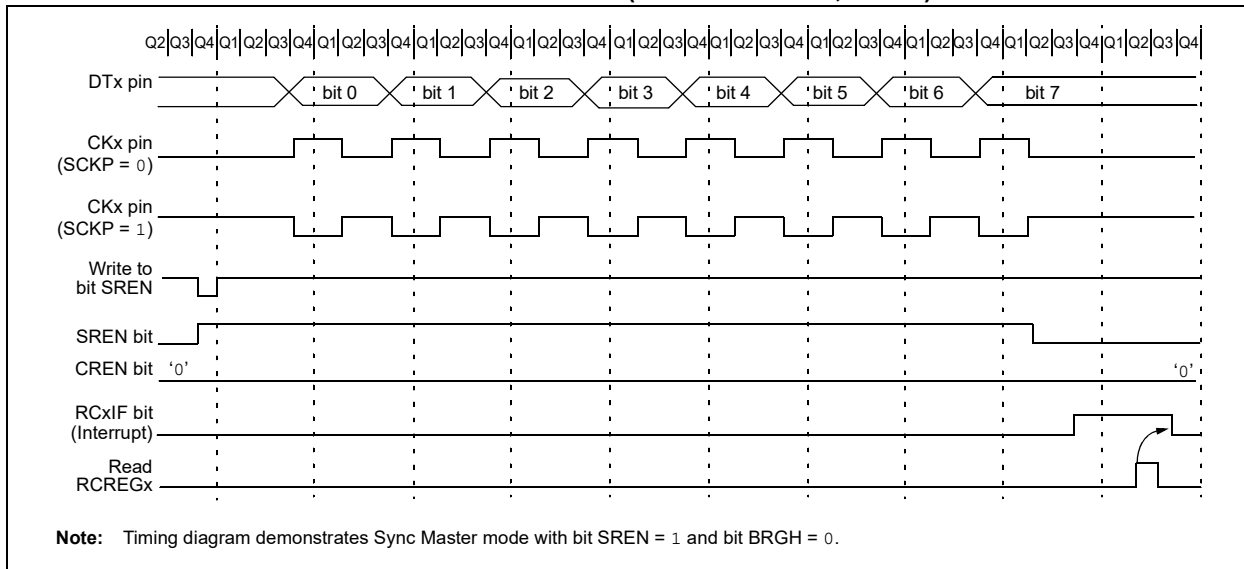 Q2 Q3 Q4 Q1 Q2 Q3 Q4 Q1 Q2 Q3 Q4 Q1 Q2 Q3 Q4 Q1 Q2 Q3 Q4 Q1 Q2 Q3 Q4 Q1 Q2 Q3 Q4 Q1 Q2 Q3 Q4 Q1 Q2 Q3 Q4 Q1 Q2 Q3 Q4 Q1 Q2 Q3 Q4
DTx pin
bit 0 bit 1 bit 2 bit 3 bit 4 bit 5 bit 6 bit 7
CKx pin
(SCKP = 0)
CKx pin
(SCKP = 1)
Write to
bit SREN
SREN bit
CREN bit ‘0’ ‘0’
RCxIF bit
(Interrupt)
Read
RCREGx
Note: Timing diagram demonstrates Sync Master mode with bit SREN = 1 and bit BRGH = 0.